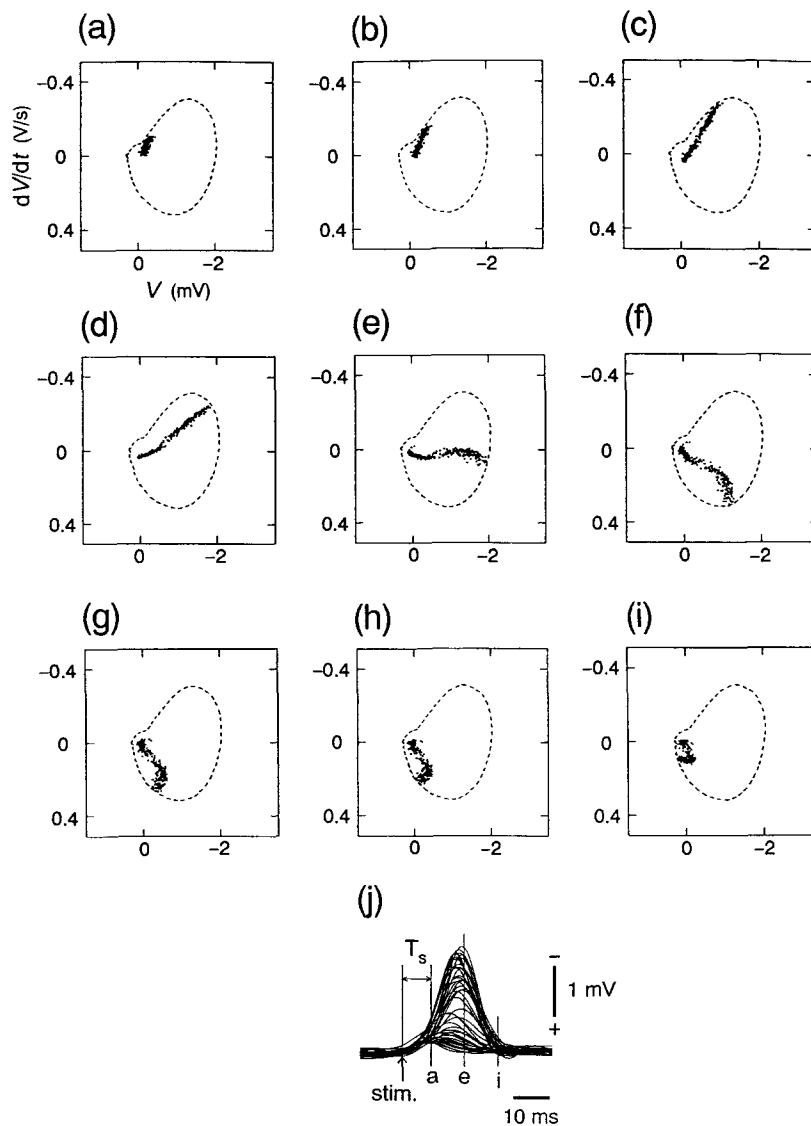 (a) (b) (c)
-0.4 -0.4 -0.4
dV/dt (V/s)
0 0 0
0.4 0.4 0.4
0 -2 0 -2 0 -2
V (mV)
(d) (e) (f)
-0.4 -0.4 -0.4
0 0 0
0.4 0.4 0.4
0 -2 0 -2 0 -2
(g) (h) (i)
-0.4 -0.4 -0.4
0 0 0
0.4 0.4 0.4
0 -2 0 -2 0 -2
(j)
Ts
−
1 mV
+
a e i
stim.
10 ms